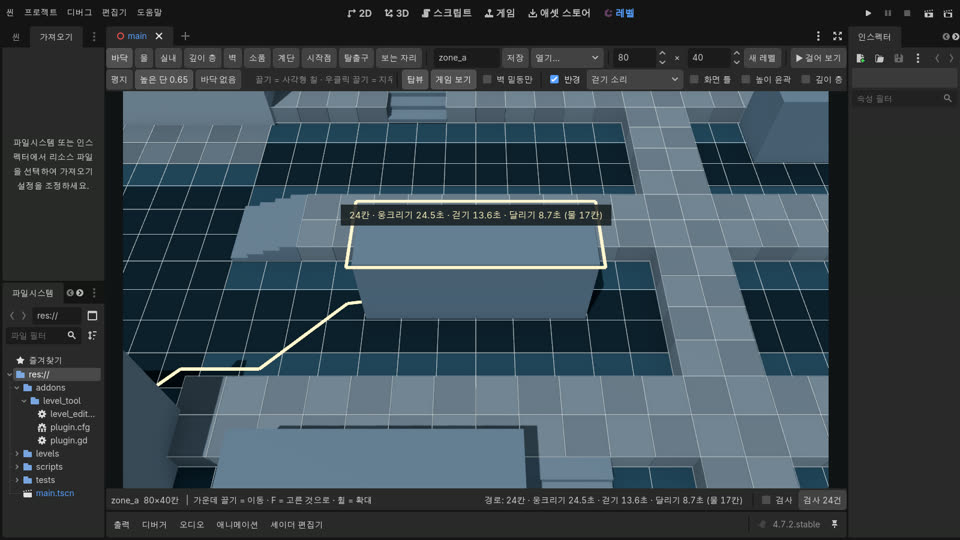 씬 프로젝트 디버그 편집기 도움말
2D 3D 스크립트 게임 애셋 스토어 레벨
씬 가져오기
main
인스펙터
바닥 물 실내 깊이 층 벽 소품 계단 시작점 탈출구 보는 자리 zone_a 저장 열기... 80 × 40 새 레벨 걸어 보기
평지 높은 단 0.65 바닥 없음 끌기 = 사각형 칠 · 우클릭 끌기 = 지우 탑뷰 게임 보기 벽 밑동만 반경 걷기 소리 화면 틀 높이 윤곽 깊이 층
속성 필터
파일시스템 또는 인스
펙터에서 리소스 파일
을 선택하여 가져오기
설정을 조정하세요.
24칸 · 웅크리기 24.5초 · 걷기 13.6초 · 달리기 8.7초 (물 17칸)
파일시스템
res://
파일 필터
즐겨찾기:
res://
addons
level_tool
level_edit...
plugin.cfg
plugin.gd
levels
scripts
tests
main.tscn
zone_a 80×40칸 | 가운데 끌기 = 이동 · F = 고른 것으로 · 휠 = 확대
경로: 24칸 · 웅크리기 24.5초 · 걷기 13.6초 · 달리기 8.7초 (물 17칸) 검사 검사 24건
출력 디버거 오디오 애니메이션 셰이더 편집기
4.7.2.stable